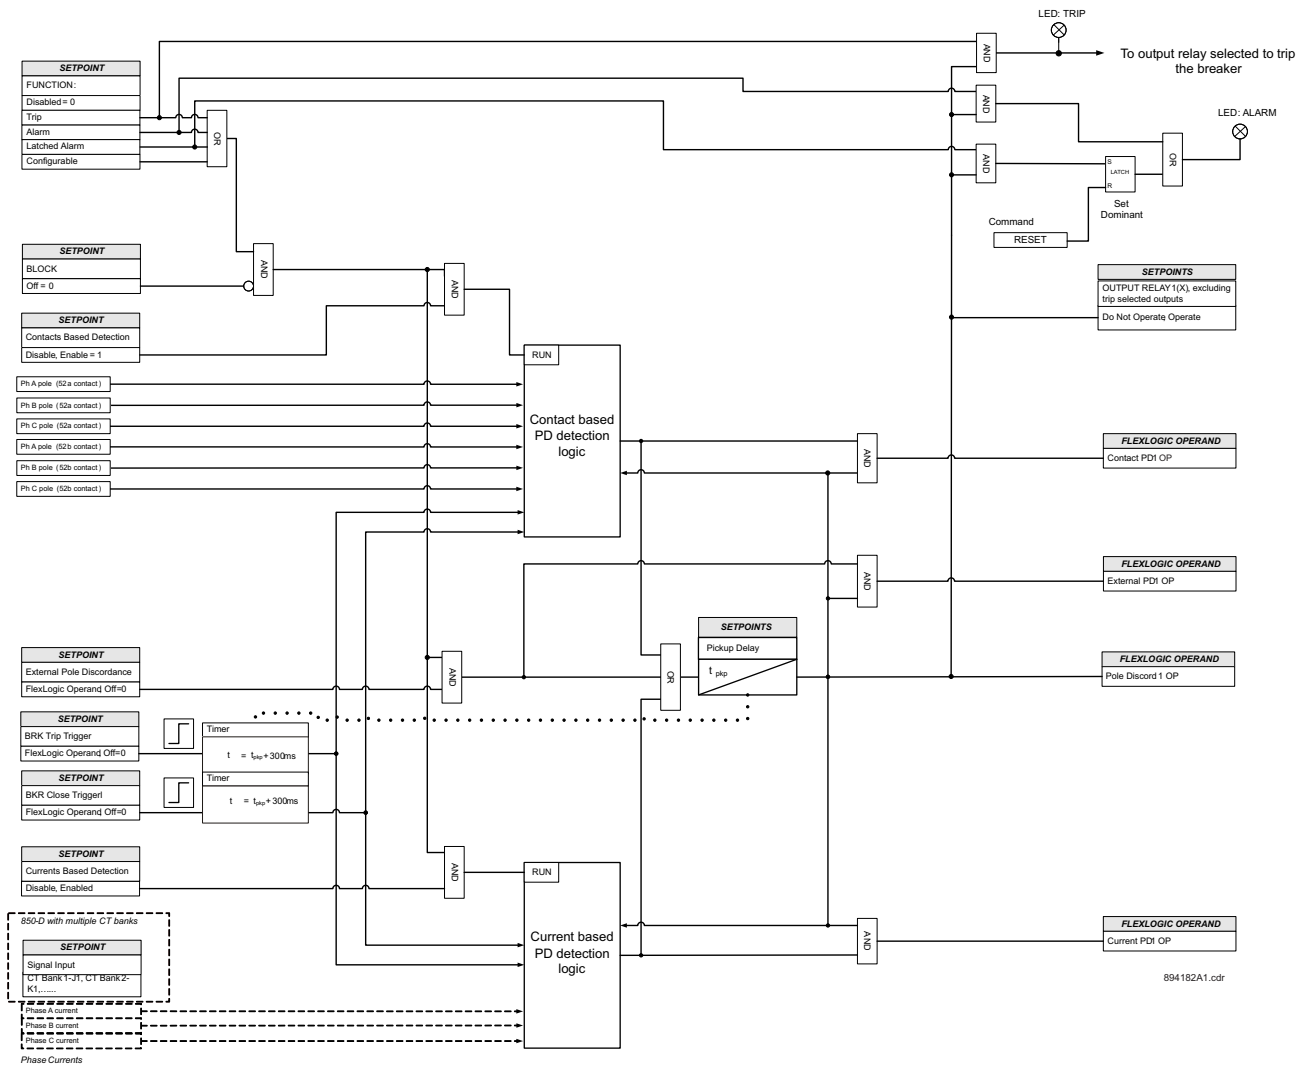 LED: TRIP
To output relay selected to trip
the breaker
AND
SETPOINT
FUNCTION:
Disabled = 0
Trip
Alarm
Latched Alarm
Configurable
OR
AND
LED: ALARM
AND
S
LATCH
R
OR
Set
Dominant
Command
RESET
SETPOINT
BLOCK
Off = 0
AND
AND
SETPOINTS
OUTPUT RELAY1(X), excluding
trip selected outputs
Do Not Operate, Operate
SETPOINT
Contacts Based Detection
Disable, Enable = 1
RUN
Contact based
PD detection
logic
Ph A pole (52a contact)
Ph B pole (52a contact)
Ph C pole (52a contact)
Ph A pole (52b contact)
Ph B pole (52b contact)
Ph C pole (52b contact)
AND
FLEXLOGIC OPERAND
Contact PD1 OP
AND
FLEXLOGIC OPERAND
External PD1 OP
SETPOINT
External Pole Discordance
FlexLogic Operand, Off=0
AND
OR
SETPOINTS
Pickup Delay
t pkp
FLEXLOGIC OPERAND
Pole Discord 1 OP
SETPOINT
BRK Trip Trigger
FlexLogic Operand, Off=0
Timer
t = tpkp+300ms
SETPOINT
BKR Close Triggerl
FlexLogic Operand, Off=0
Timer
t = tpkp+300ms
SETPOINT
Currents Based Detection
Disable, Enabled
AND
RUN
Current based
PD detection
logic
AND
FLEXLOGIC OPERAND
Current PD1 OP
850-D with multiple CT banks
SETPOINT
Signal Input
CT Bank1-J1, CT Bank2-
K1,......
Phase A current
Phase B current
Phase C current
Phase Currents
894182A1.cdr